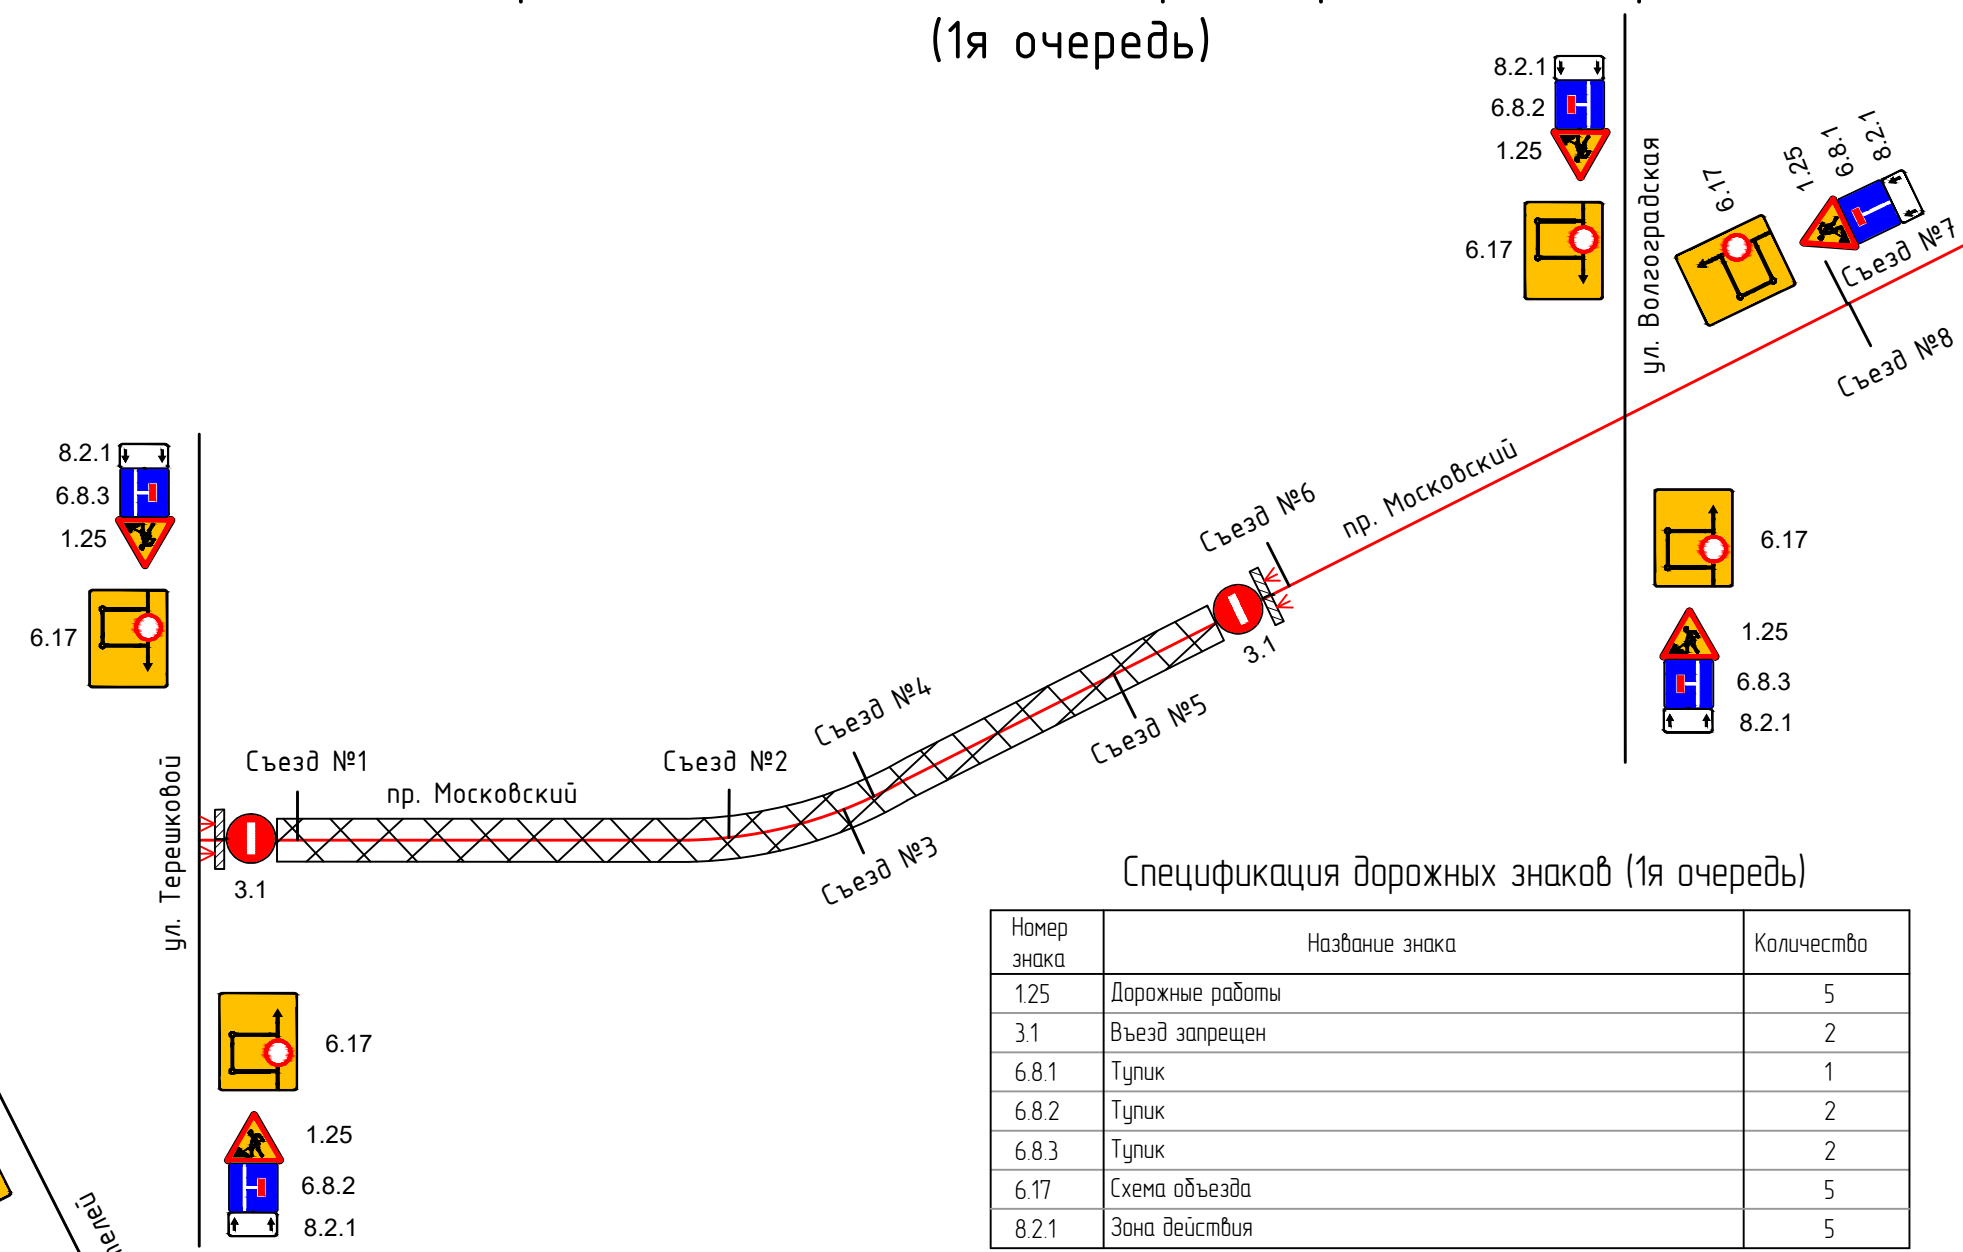 (1я очередь)
8.2.1
6.8.2
1.25
6.17
ул. Волгоградская
6.17
1.25
6.8.1
8.2.1
Съезд №7
Съезд №8
8.2.1
6.8.3
1.25
6.17
пр. Московский
Съезд №6
3.1
6.17
1.25
6.8.3
8.2.1
Съезд №4
Съезд №5
Съезд №1
Съезд №2
пр. Московский
Съезд №3
ул. Терешковой
3.1
6.17
1.25
6.8.2
8.2.1
Спецификация дорожных знаков (1я очередь)
Номер знака Название знака Количество
1.25 Дорожные работы 5
3.1 Въезд запрещен 2
6.8.1 Тупик 1
6.8.2 Тупик 2
6.8.3 Тупик 2
6.17 Схема объезда 5
8.2.1 Зона действия 5